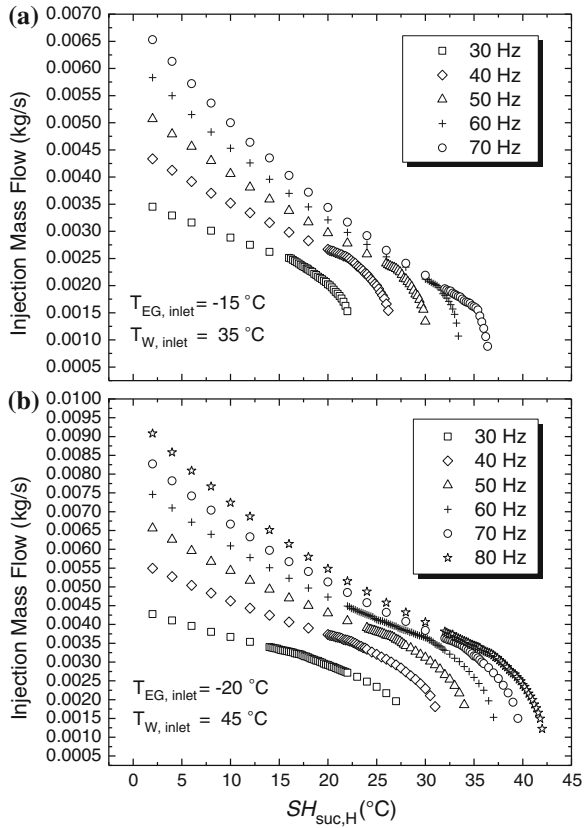 (a)
0.0070
0.0065
0.0060
0.0055
0.0050
0.0045
0.0040
0.0035
0.0030
0.0025
0.0020
0.0015
0.0010
0.0005
Injection Mass Flow (kg/s)
30 Hz
40 Hz
50 Hz
60 Hz
70 Hz
T_EG, inlet = -15 °C
T_W, inlet = 35 °C
(b)
0.0100
0.0095
0.0090
0.0085
0.0080
0.0075
0.0070
0.0065
0.0060
0.0055
0.0050
0.0045
0.0040
0.0035
0.0030
0.0025
0.0020
0.0015
0.0010
0.0005
Injection Mass Flow (kg/s)
30 Hz
40 Hz
50 Hz
60 Hz
70 Hz
80 Hz
T_EG, inlet = -20 °C
T_W, inlet = 45 °C
0 5 10 15 20 25 30 35 40 45
SH_suc,H (°C)